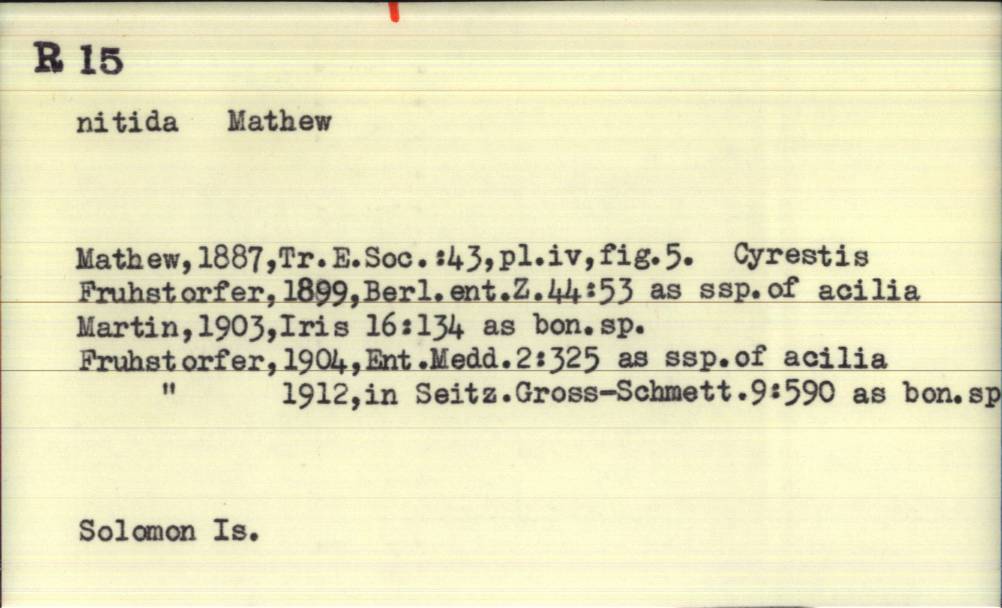 R 15
nitida Mathew
Mathew,1887,Tr.E.Soc.:43,pl.iv,fig.5. Cyrestis
Fruhstorfer,1899,Berl.ent.Z.44:53 as ssp.of acilia
Martin,1903,Iris 16:134 as bon.sp.
Fruhstorfer,1904,Ent.Medd.2:325 as ssp.of acilia
" 1912,in Seitz.Gross-Schmett.9:590 as bon.sp
Solomon Is.